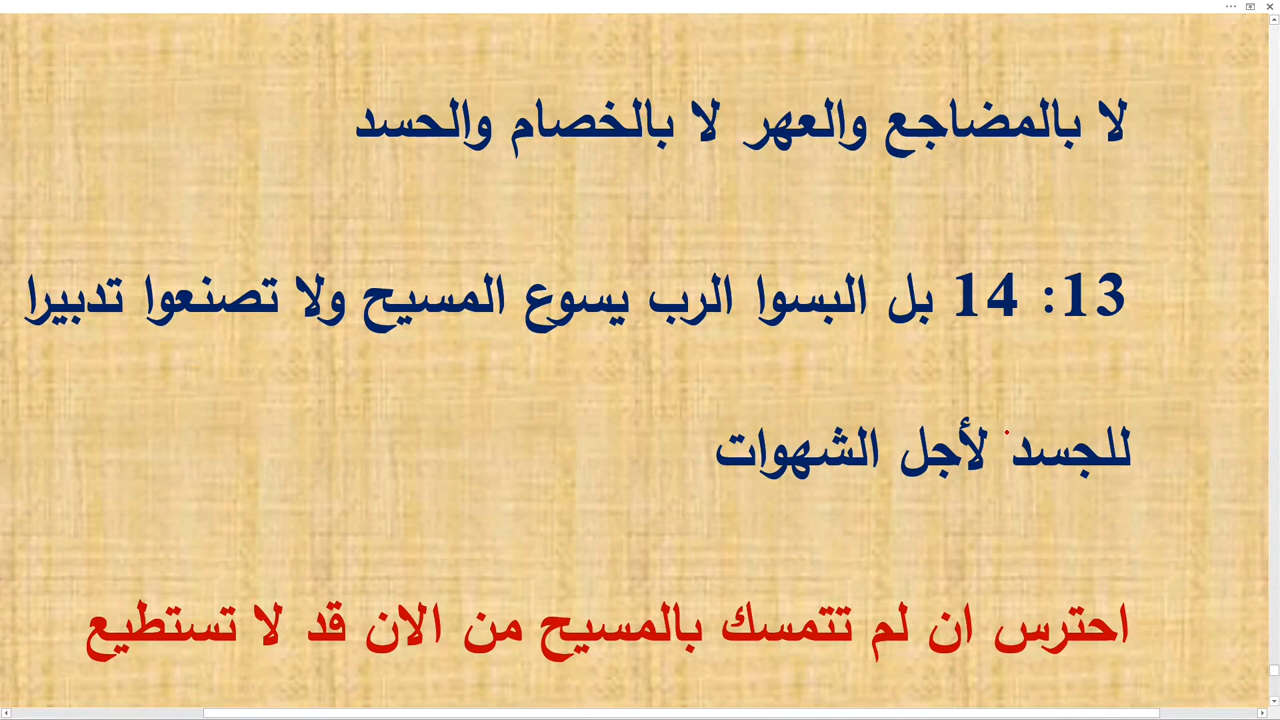 لا بالمضاجع والعهر لا بالخصام والحسد
13: 14 بل البسوا الرب يسوع المسيح ولا تصنعوا تدبيرا
للجسد لأجل الشهوات
احترس ان لم تتمسك بالمسيح من الان قد لا تستطيع